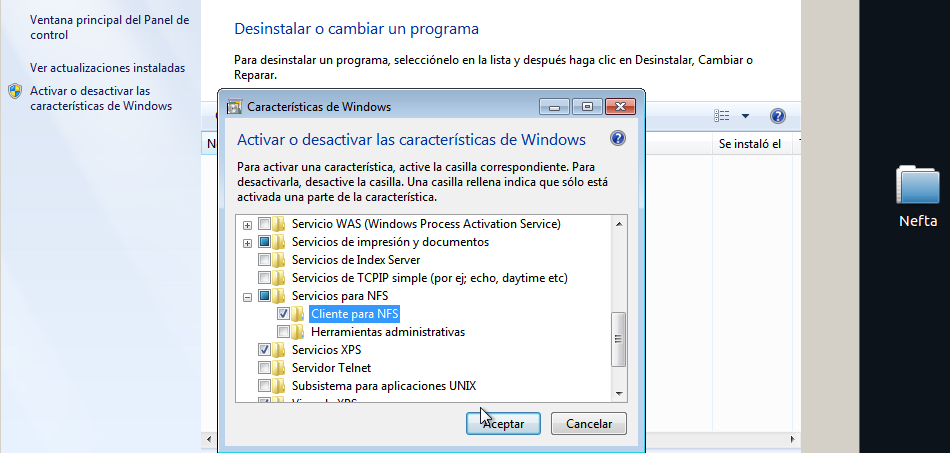 Ventana principal del Panel de
control
Ver actualizaciones instaladas
Activar o desactivar las
características de Windows
Desinstalar o cambiar un programa
Para desinstalar un programa, selecciónelo en la lista y después haga clic en Desinstalar, Cambiar o
Reparar.
Se instaló el
Características de Windows
Activar o desactivar las características de Windows
Para activar una característica, active la casilla correspondiente. Para
desactivarla, desactive la casilla. Una casilla rellena indica que sólo está
activada una parte de la característica.
Servicio WAS (Windows Process Activation Service)
Servicios de impresión y documentos
Servicios de Index Server
Servicios de TCPIP simple (por ej; echo, daytime etc)
Servicios para NFS
Cliente para NFS
Herramientas administrativas
Servicios XPS
Servidor Telnet
Subsistema para aplicaciones UNIX
Aceptar
Cancelar
Nefta